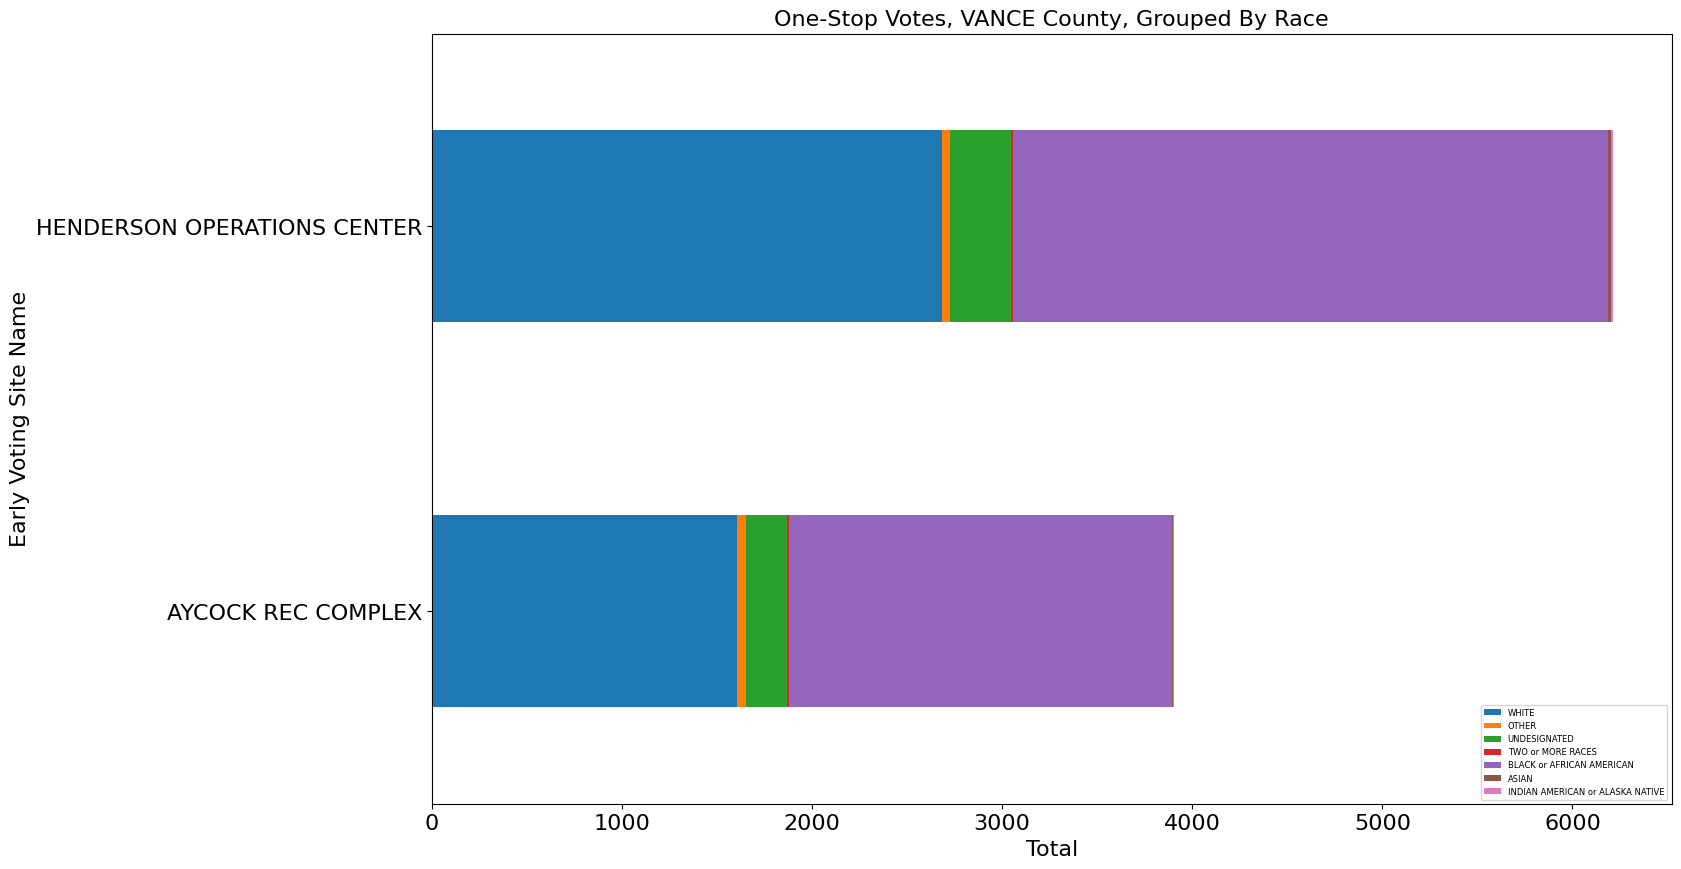 One-Stop Votes, VANCE County, Grouped By Race
Early Voting Site Name
HENDERSON OPERATIONS CENTER
AYCOCK REC COMPLEX
WHITE
OTHER
UNDESIGNATED
TWO or MORE RACES
BLACK or AFRICAN AMERICAN
ASIAN
INDIAN AMERICAN or ALASKA NATIVE
0 1000 2000 3000 4000 5000 6000
Total